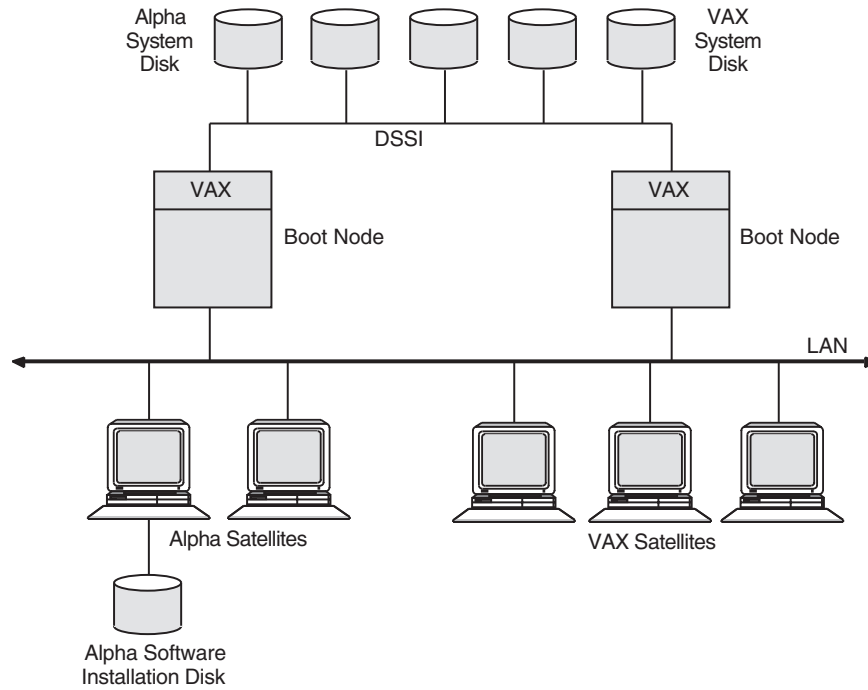 Alpha
System
Disk
VAX
System
Disk
DSSI
VAX
VAX
Boot Node
Boot Node
LAN
Alpha Satellites
VAX Satellites
Alpha Software
Installation Disk